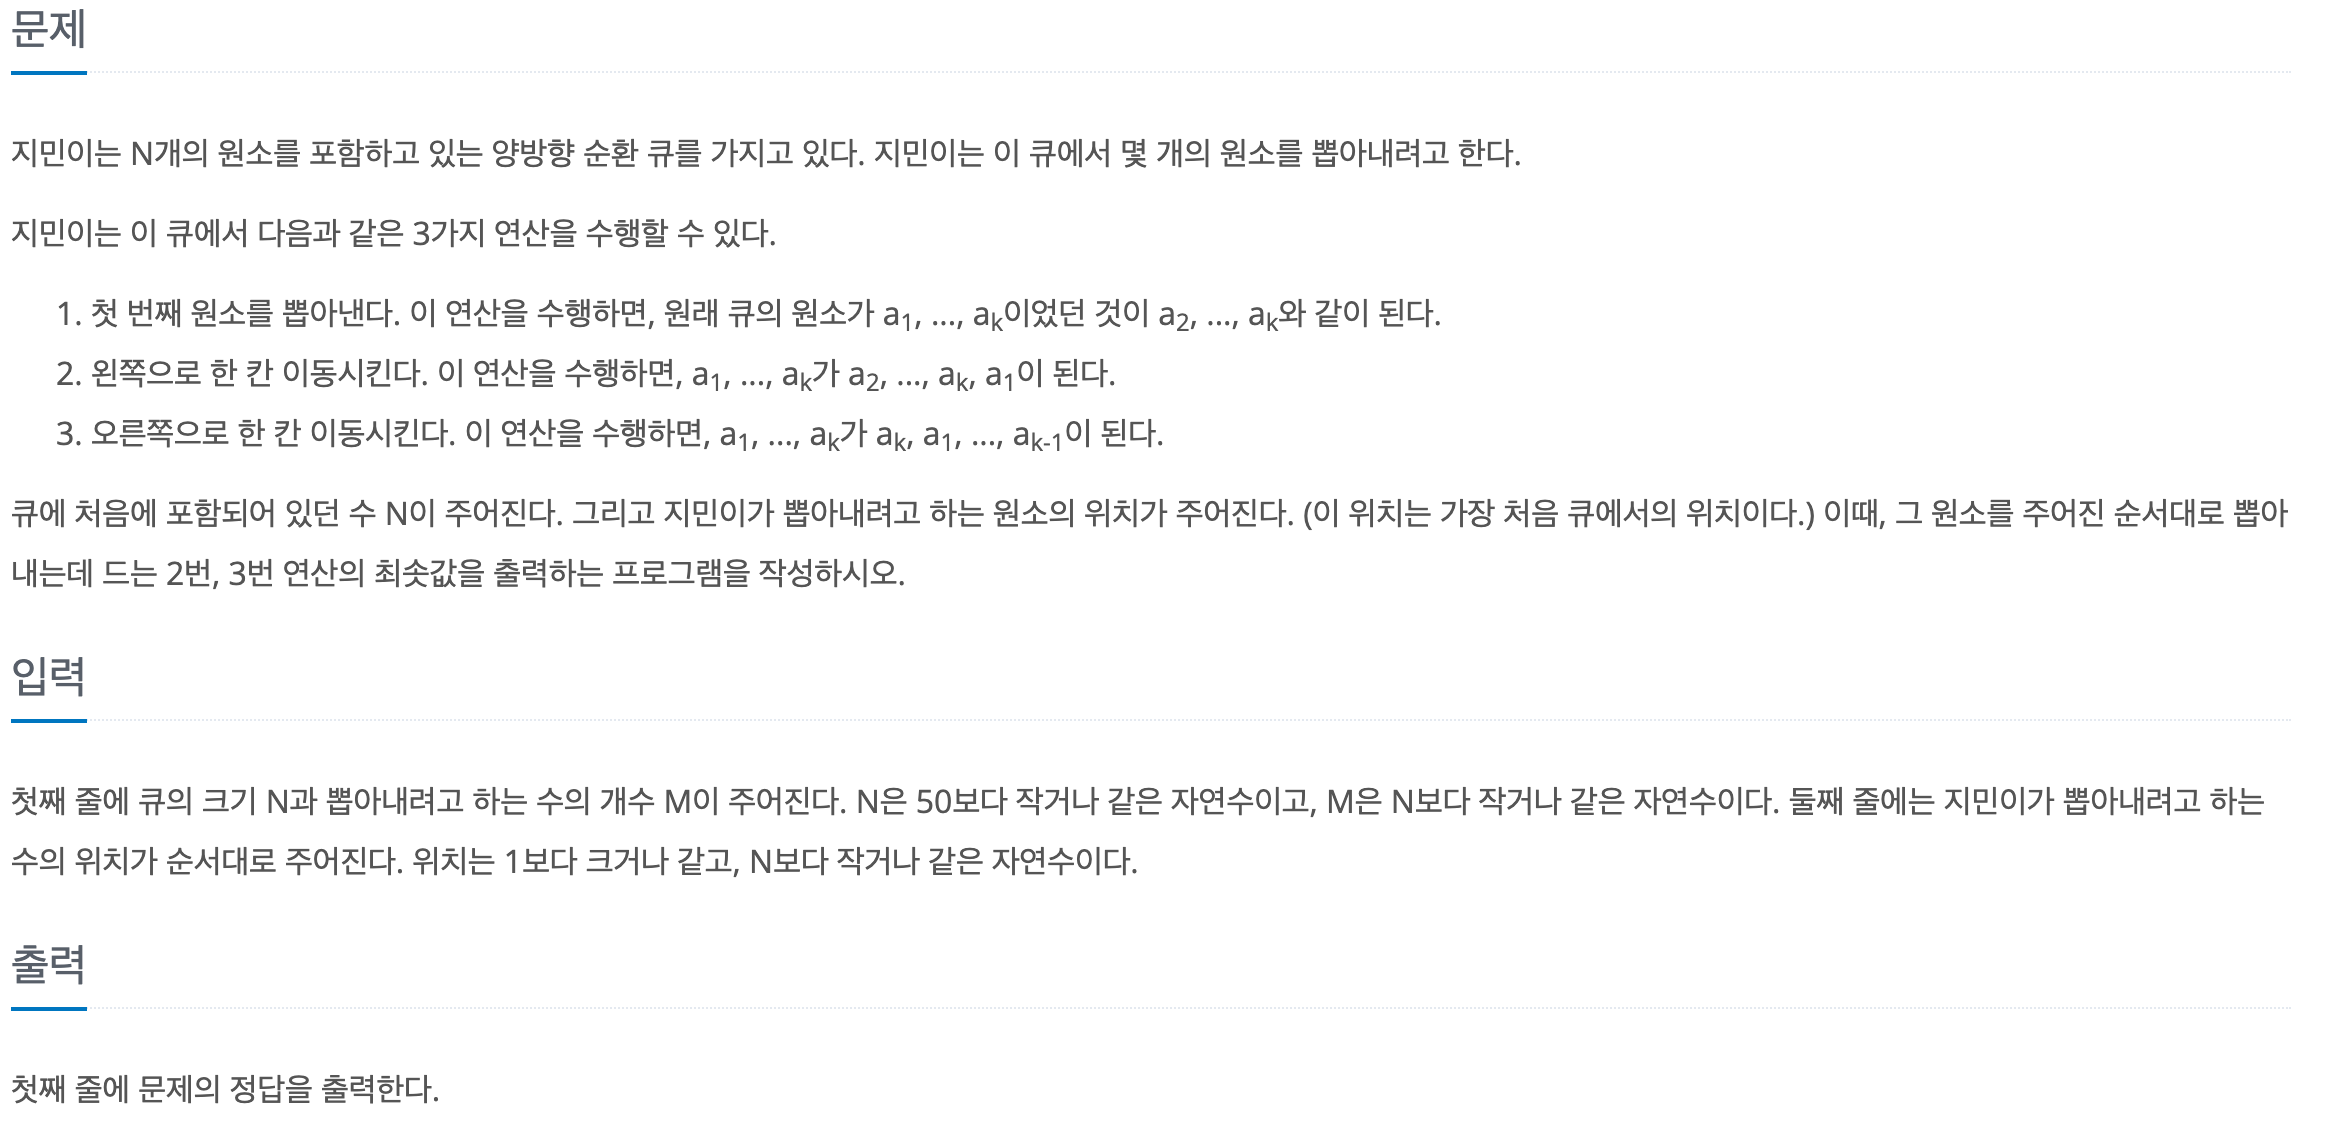 문제
지민이는 N개의 원소를 포함하고 있는 양방향 순환 큐를 가지고 있다. 지민이는 이 큐에서 몇 개의 원소를 뽑아내려고 한다.
지민이는 이 큐에서 다음과 같은 3가지 연산을 수행할 수 있다.
1. 첫 번째 원소를 뽑아낸다. 이 연산을 수행하면, 원래 큐의 원소가 a1, ..., ak이었던 것이 a2, ..., ak와 같이 된다.
2. 왼쪽으로 한 칸 이동시킨다. 이 연산을 수행하면, a1, ..., ak가 a2, ..., ak, a1이 된다.
3. 오른쪽으로 한 칸 이동시킨다. 이 연산을 수행하면, a1, ..., ak가 ak, a1, ..., ak-1이 된다.
큐에 처음에 포함되어 있던 수 N이 주어진다. 그리고 지민이가 뽑아내려고 하는 원소의 위치가 주어진다. (이 위치는 가장 처음 큐에서의 위치이다.) 이때, 그 원소를 주어진 순서대로 뽑아
내는데 드는 2번, 3번 연산의 최솟값을 출력하는 프로그램을 작성하시오.
입력
첫째 줄에 큐의 크기 N과 뽑아내려고 하는 수의 개수 M이 주어진다. N은 50보다 작거나 같은 자연수이고, M은 N보다 작거나 같은 자연수이다. 둘째 줄에는 지민이가 뽑아내려고 하는
수의 위치가 순서대로 주어진다. 위치는 1보다 크거나 같고, N보다 작거나 같은 자연수이다.
출력
첫째 줄에 문제의 정답을 출력한다.